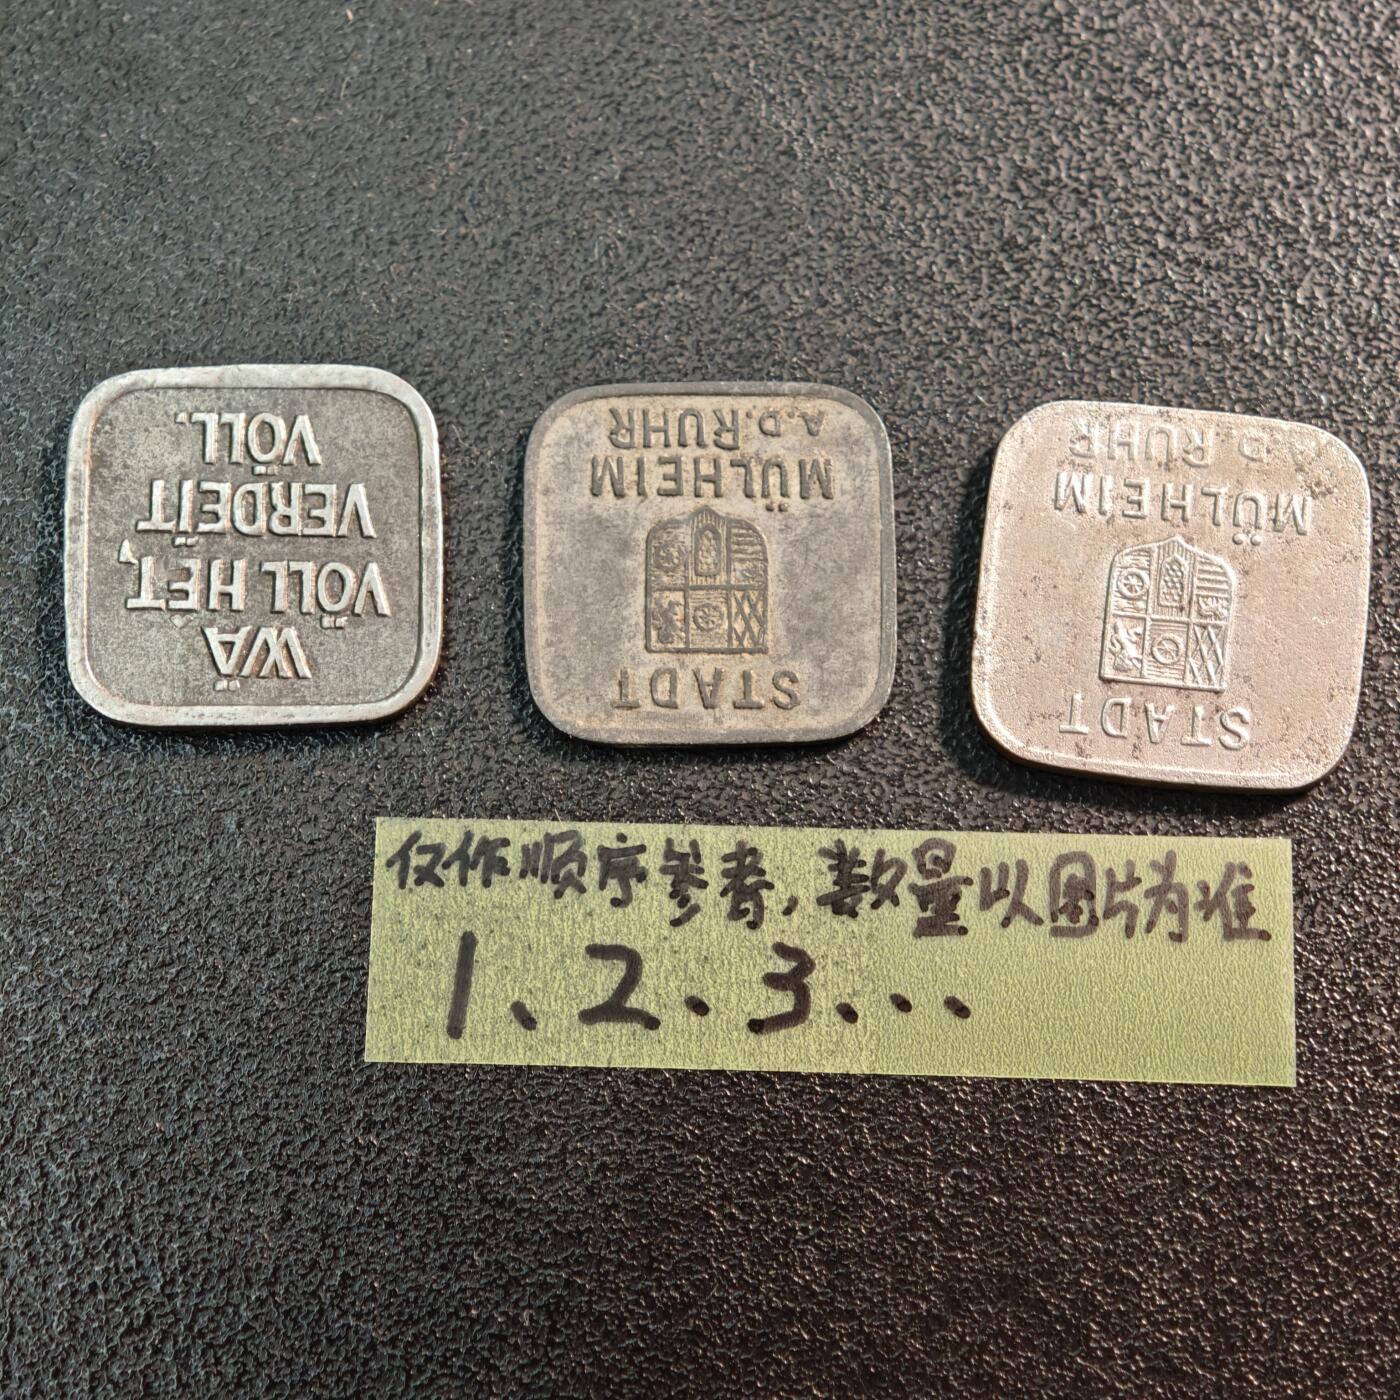 WÄ
VÖLL HÉT,
VERDEÏT
VÖLL.
STADT
MÜLHEIM
A.D.RUHR
STADT
MÜLHEIM
A.D RUHR
仅作顺序参考,数量以图片为准
1、2、3...